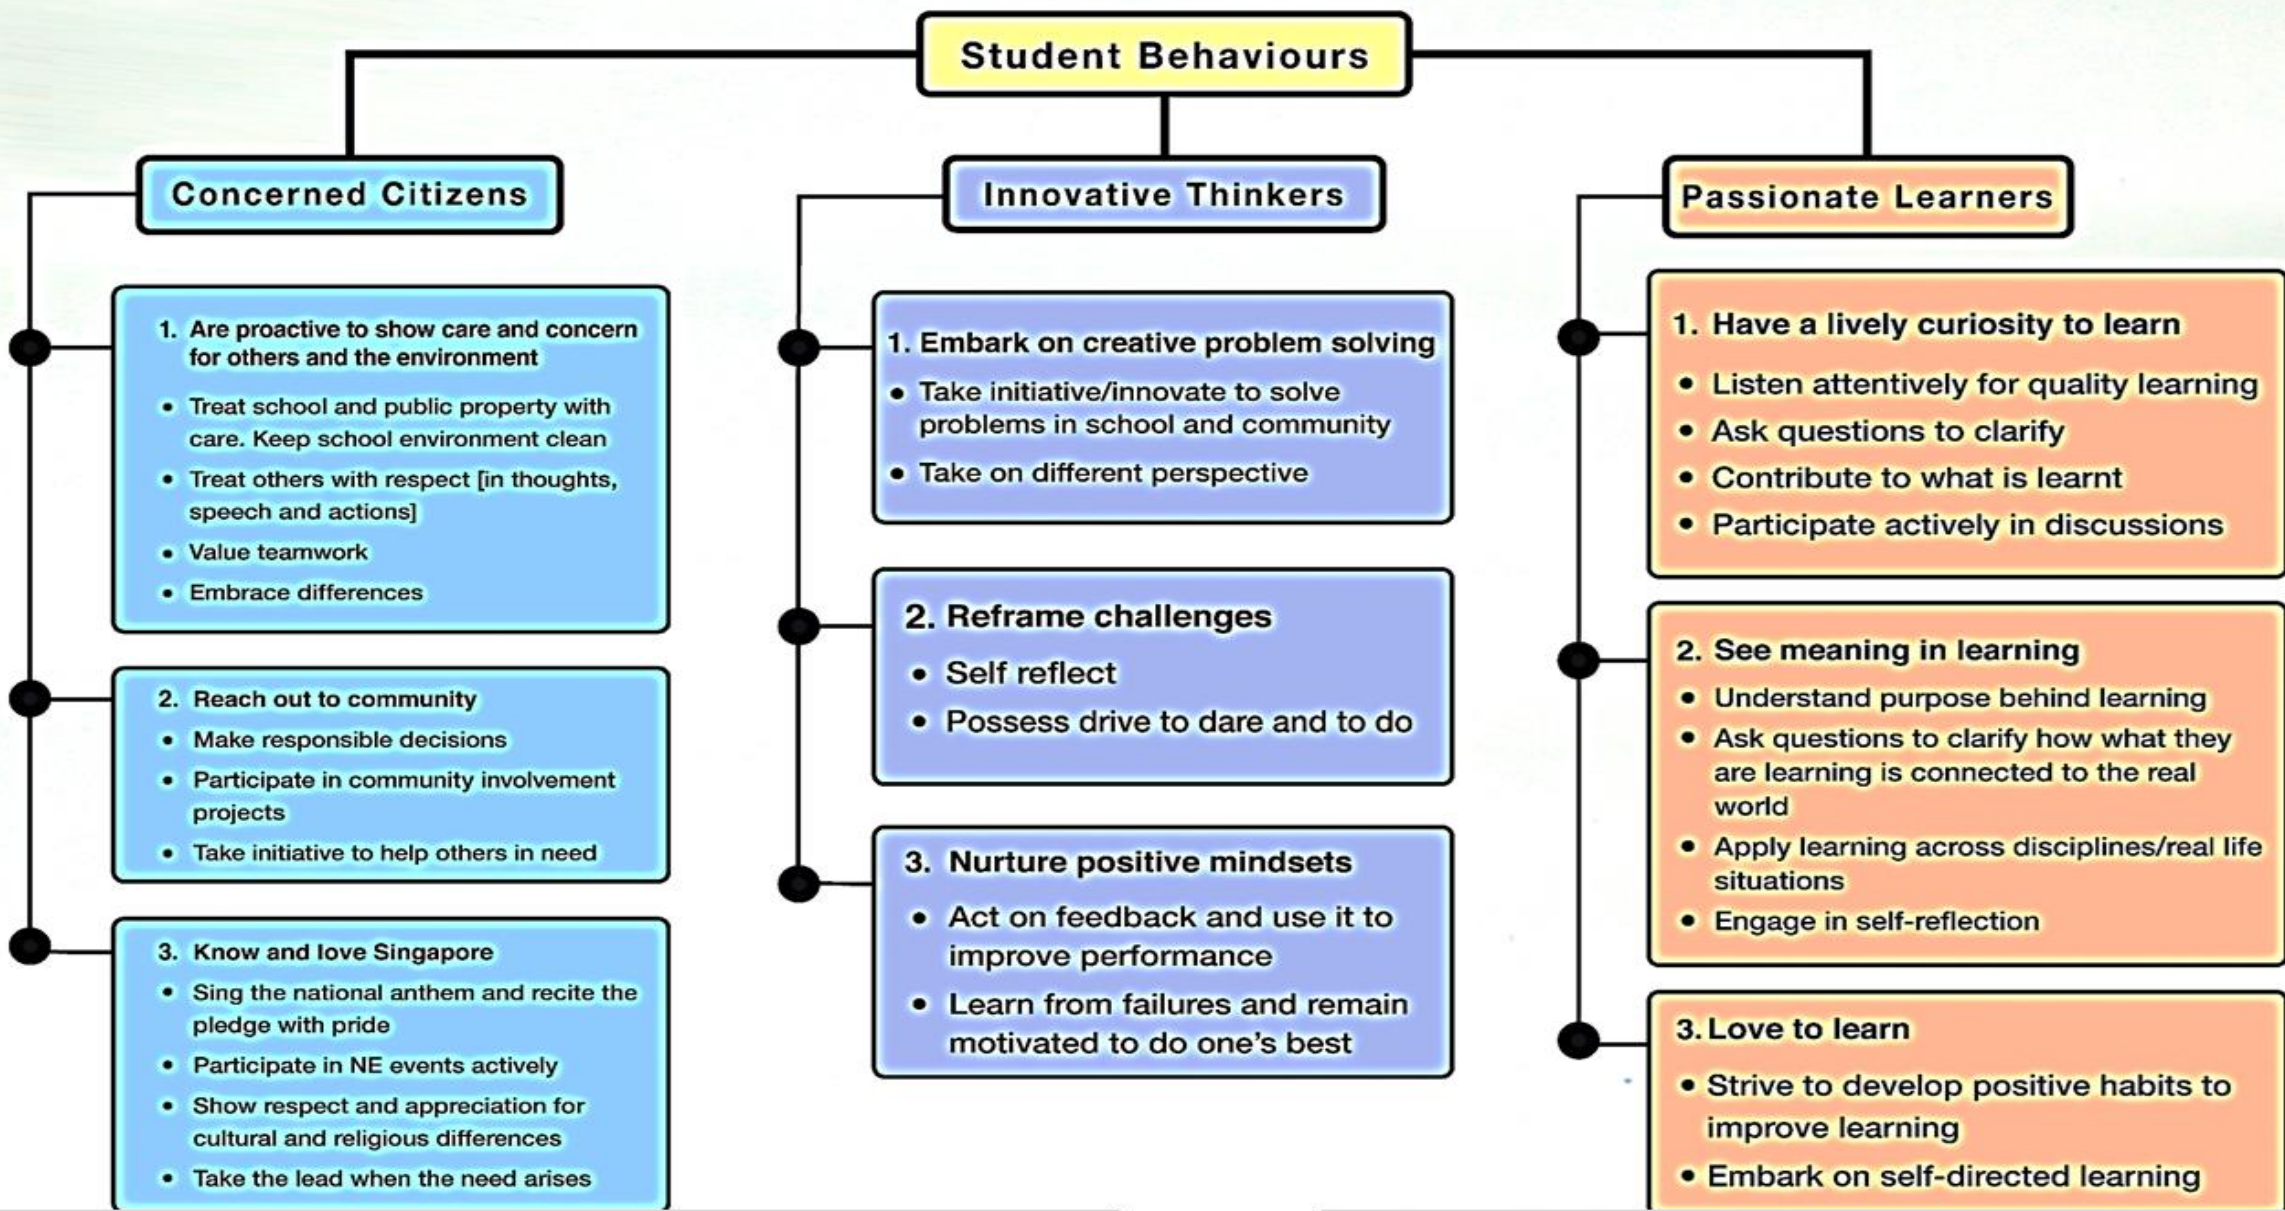 Student Behaviours
Concerned Citizens
1. Are proactive to show care and concern
for others and the environment
• Treat school and public property with
care. Keep school environment clean
• Treat others with respect [in thoughts,
speech and actions]
• Value teamwork
• Embrace differences
2. Reach out to community
• Make responsible decisions
• Participate in community involvement
projects
• Take initiative to help others in need
3. Know and love Singapore
• Sing the national anthem and recite the
pledge with pride
• Participate in NE events actively
• Show respect and appreciation for
cultural and religious differences
• Take the lead when the need arises
Innovative Thinkers
1. Embark on creative problem solving
• Take initiative/innovate to solve
problems in school and community
• Take on different perspective
2. Reframe challenges
• Self reflect
• Possess drive to dare and to do
3. Nurture positive mindsets
• Act on feedback and use it to
improve performance
• Learn from failures and remain
motivated to do one's best
Passionate Learners
1. Have a lively curiosity to learn
• Listen attentively for quality learning
• Ask questions to clarify
• Contribute to what is learnt
• Participate actively in discussions
2. See meaning in learning
• Understand purpose behind learning
• Ask questions to clarify how what they
are learning is connected to the real
world
• Apply learning across disciplines/real life
situations
• Engage in self-reflection
3. Love to learn
• Strive to develop positive habits to
improve learning
• Embark on self-directed learning